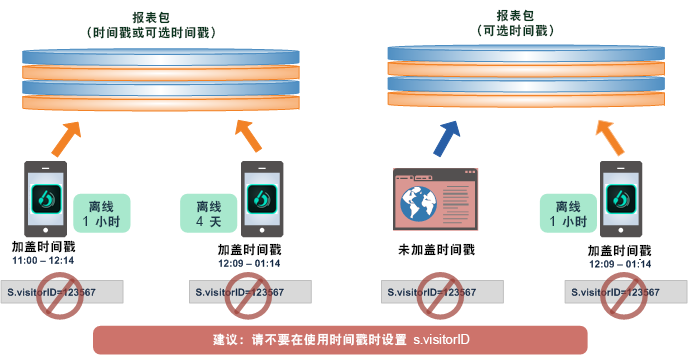 报表包
（时间戳或可选时间戳）
离线
1 小时
加盖时间戳
11:00 – 12:14
S.visitorID=123567
离线
4 天
加盖时间戳
12:09 – 01:14
S.visitorID=123567
报表包
（可选时间戳）
未加盖时间戳
S.visitorID=123567
离线
1 小时
加盖时间戳
12:09 – 01:14
S.visitorID=123567
建议：请不要在使用时间戳时设置 s.visitorID